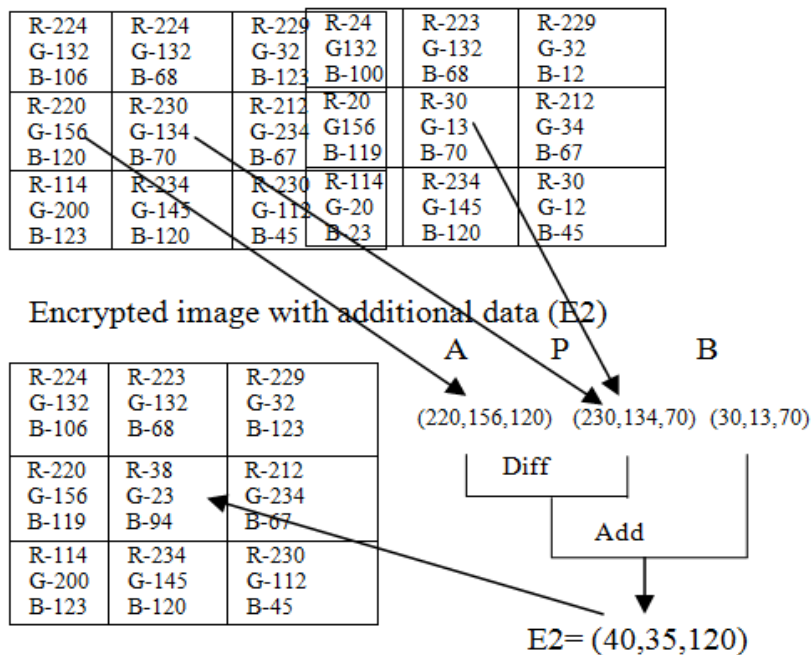 R-224 R-224 R-229 R-24 R-223 R-229
G-132 G-132 G-32 G132 G-132 G-32
B-106 B-68 B-123 B-100 B-68 B-12
R-220 R-230 R-212 R-20 R-30 R-212
G-156 G-134 G-234 G156 G-13 G-34
B-120 B-70 B-67 B-119 B-70 B-67
R-114 R-234 R-230 R-114 R-234 R-30
G-200 G-145 G-112 G-20 G-145 G-12
B-123 B-120 B-45 B-23 B-120 B-45
Encrypted image with additional data (E2)
A P B
R-224 R-223 R-229
G-132 G-132 G-32
B-106 B-68 B-123
(220,156,120) (230,134,70) (30,13,70)
R-220 R-38 R-212
G-156 G-23 G-234
B-119 B-94 B-67
Diff
Add
R-114 R-234 R-230
G-200 G-145 G-112
B-123 B-120 B-45
E2= (40,35,120)